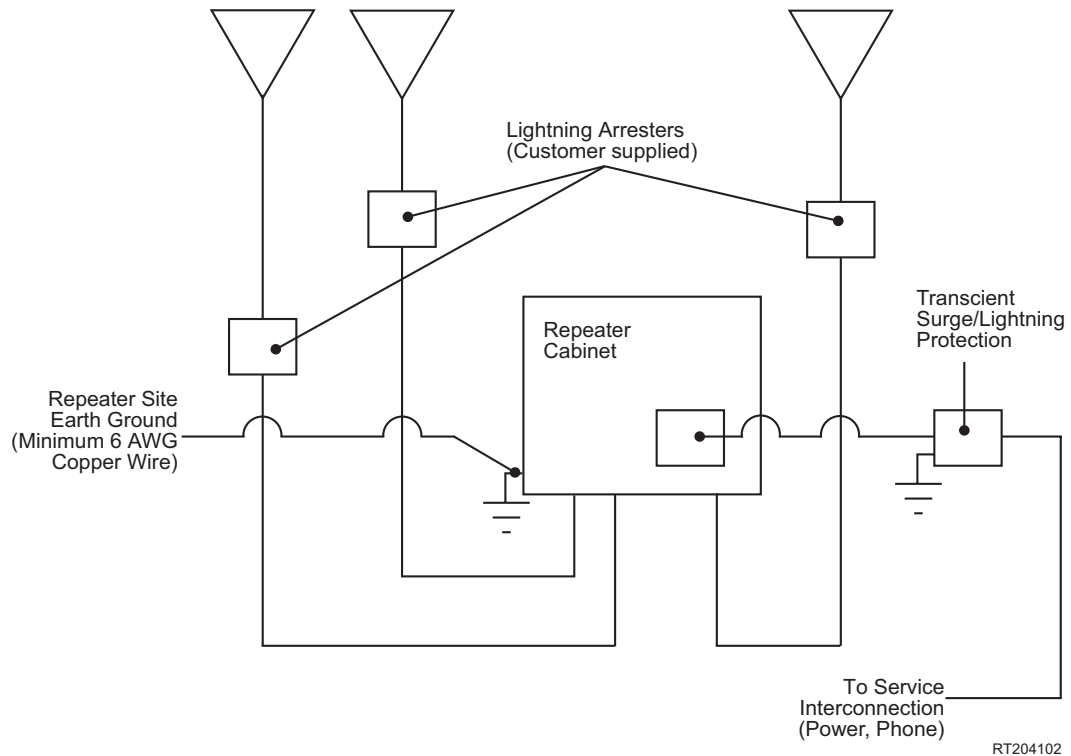 Lightning Arresters
(Customer supplied)
Repeater
Cabinet
Transcient
Surge/Lightning
Protection
Repeater Site
Earth Ground
(Minimum 6 AWG
Copper Wire)
To Service
Interconnection
(Power, Phone)
RT204102